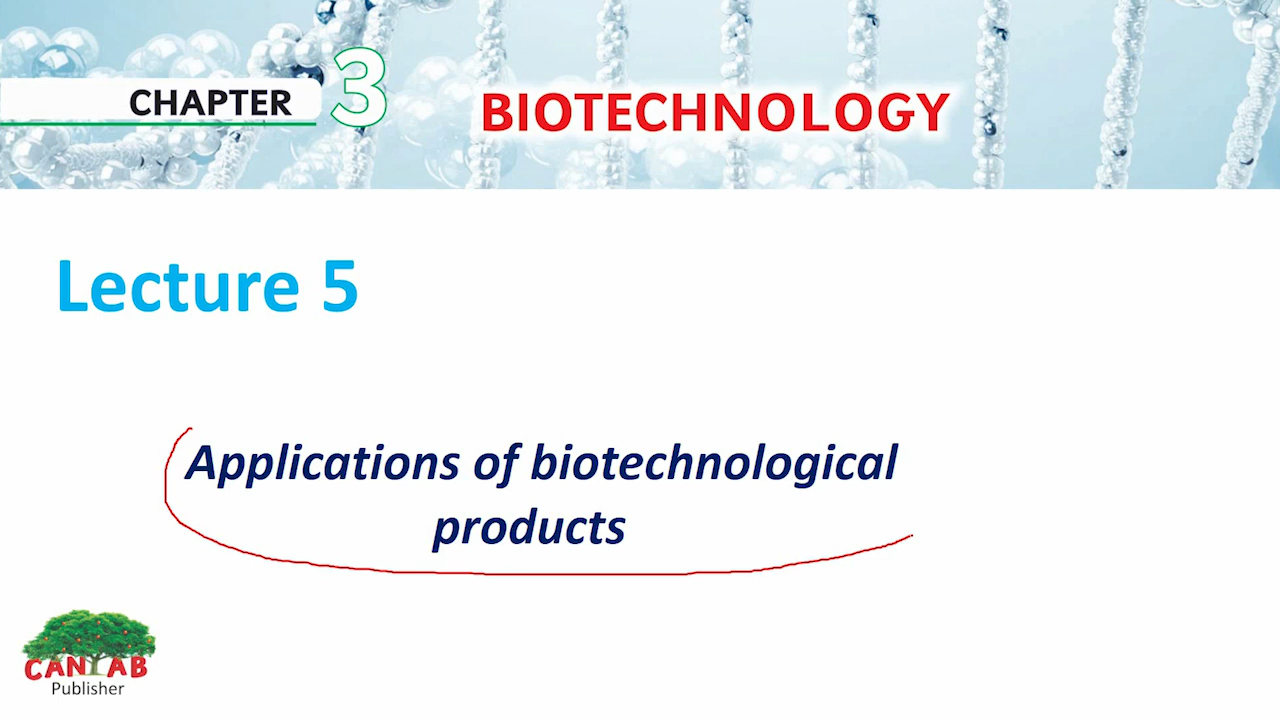 CHAPTER 3
BIOTECHNOLOGY
Lecture 5
Applications of biotechnological
products
CANTAB
Publisher